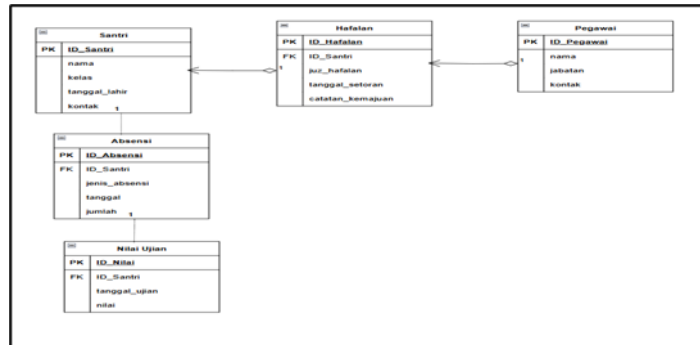 Santri
PK ID_Santri
nama
kelas
tanggal_lahir
kontak
1
Hafalan
PK ID_Hafalan
FK ID_Santri
1
juz_hafalan
tanggal_setoran
catatan_kemajuan
Pegawai
PK ID_Pegawai
1
nama
jabatan
kontak
Absensi
PK ID_Absensi
FK ID_Santri
jenis_absensi
tanggal
jumlah
1
Nilai Ujian
PK ID_Nilai
FK ID_Santri
tanggal_ujian
nilai